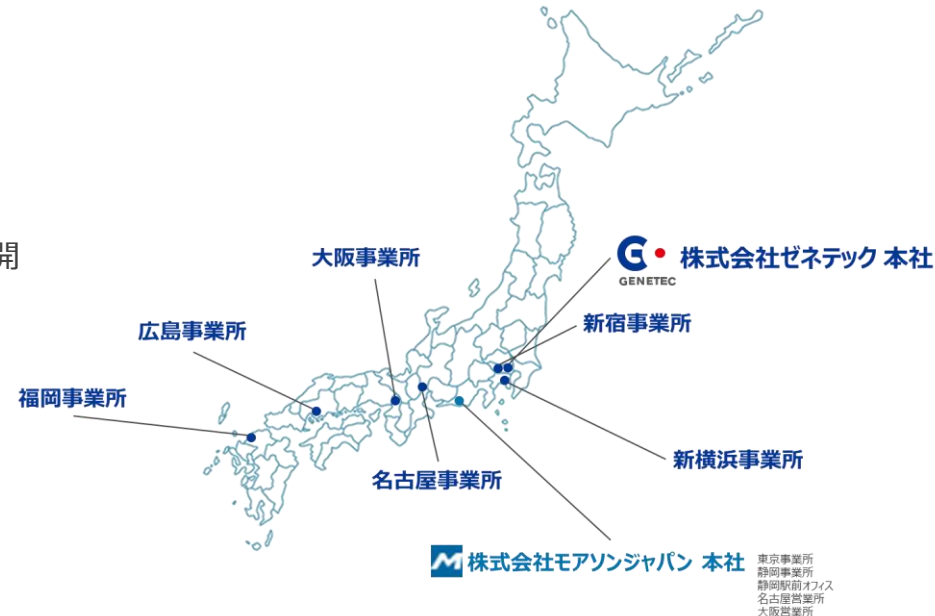 開
大阪事業所
G
GENETEC
株式会社ゼネテック 本社
新宿事業所
広島事業所
福岡事業所
新横浜事業所
名古屋事業所
M 株式会社モアソンジャパン 本社
東京事業所
静岡事業所
静岡駅前オフィス
名古屋営業所
大阪営業所